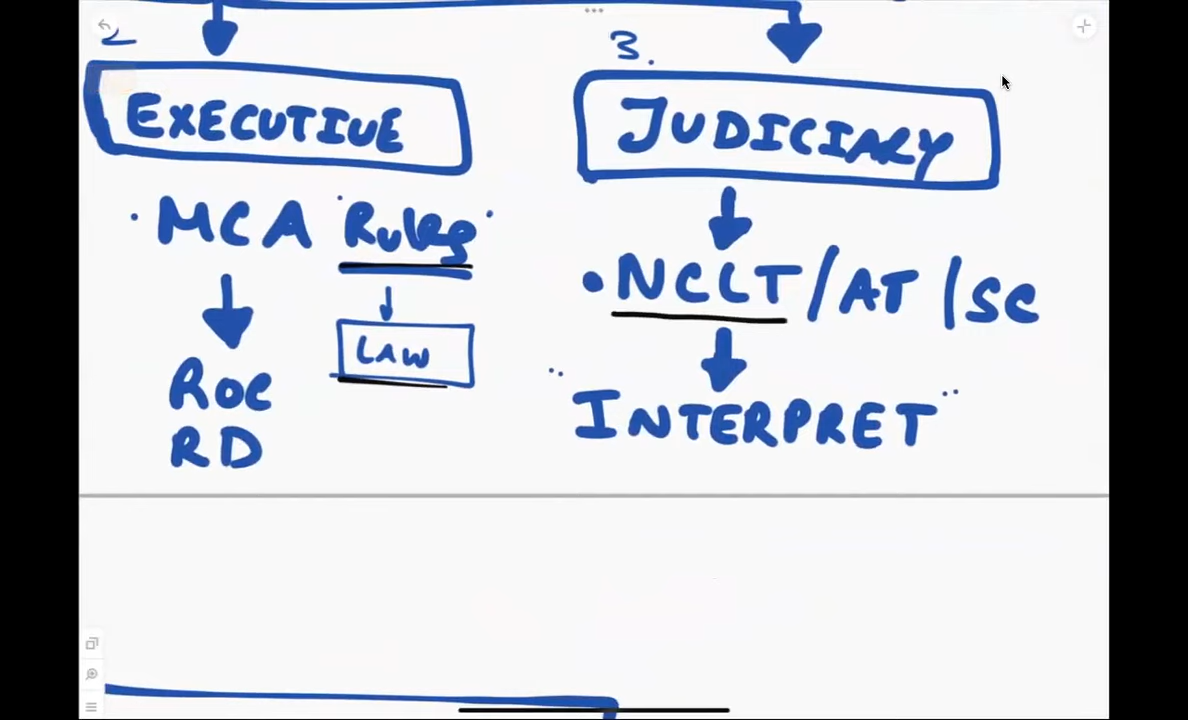 2
EXECUTIVE
• MCA "Rules"
LAW
ROC
RD
3.
JUDICIARY
• NCLT/AT/SC
"INTERPRET"